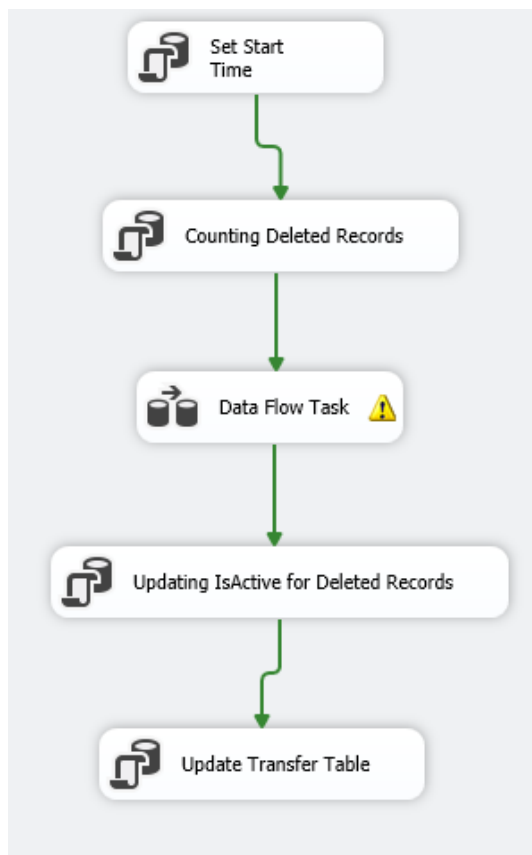 Set Start
Time
Counting Deleted Records
Data Flow Task
Updating IsActive for Deleted Records
Update Transfer Table